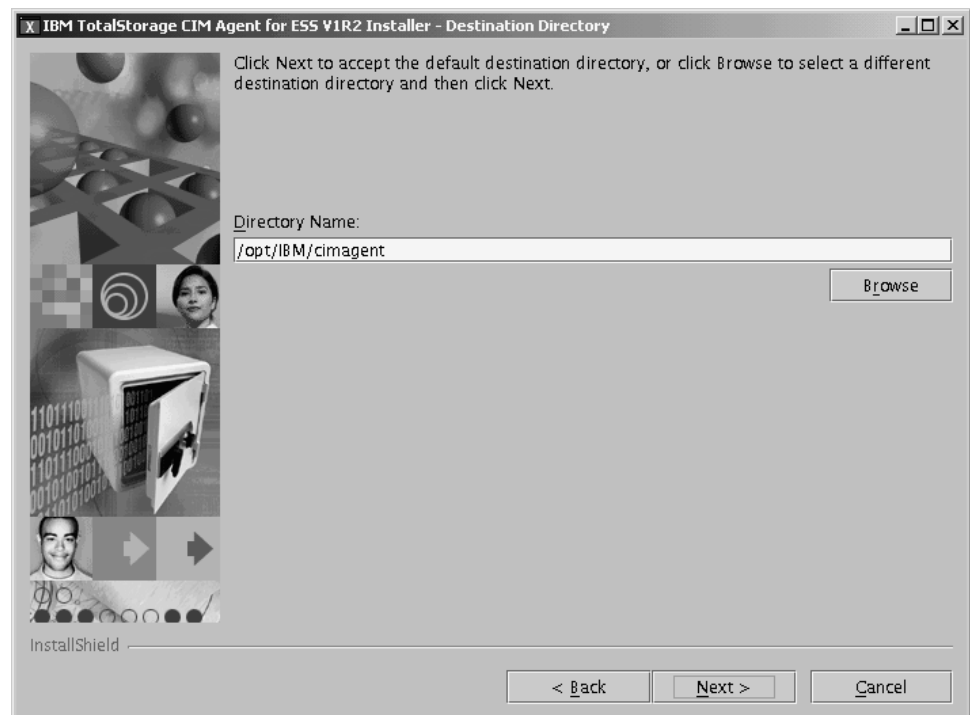 X IBM TotalStorage CIM Agent for ESS V1R2 Installer - Destination Directory
Click Next to accept the default destination directory, or click Browse to select a different
destination directory and then click Next.
Directory Name:
/opt/IBM/cimagent
Browse
InstallShield
< Back
Next >
Cancel